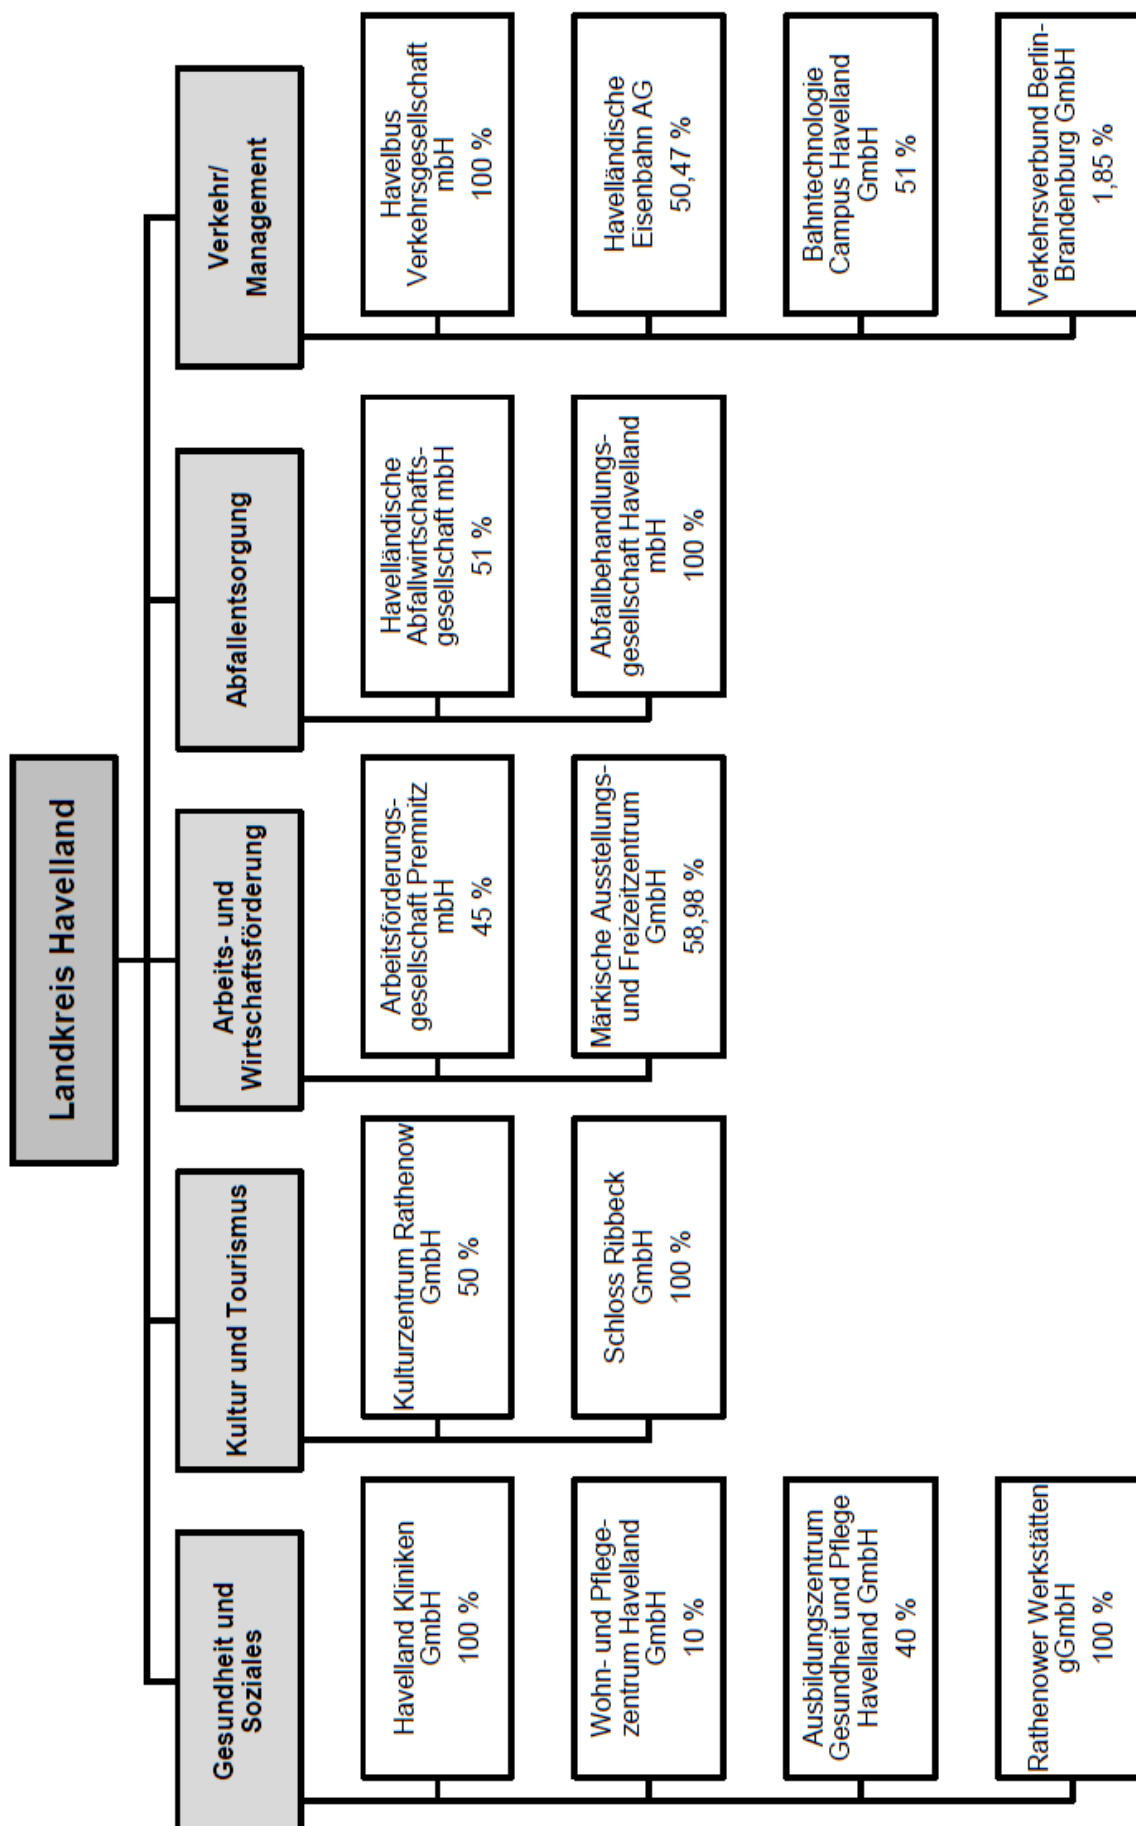 Landkreis Havelland
Gesundheit und
Soziales
Havelland Kliniken
GmbH
100 %
Wohn- und Pflege-
zentrum Havelland
GmbH
10 %
Ausbildungszentrum
Gesundheit und Pflege
Havelland GmbH
40 %
Rathenower Werkstätten
gGmbH
100 %
Kultur und Tourismus
Kulturzentrum Rathenow
GmbH
50 %
Schloss Ribbeck
GmbH
100 %
Arbeits- und
Wirtschaftsförderung
Arbeitsförderungs-
gesellschaft Premnitz
mbH
45 %
Märkische Ausstellungs-
und Freizeitzentrum
GmbH
58,98 %
Abfallentsorgung
Havelländische
Abfallwirtschafts-
gesellschaft mbH
51 %
Abfallbehandlungs-
gesellschaft Havelland
mbH
100 %
Verkehr/
Management
Havelbus
Verkehrsgesellschaft
mbH
100 %
Havelländische
Eisenbahn AG
50,47 %
Bahntechnologie
Campus Havelland
GmbH
51 %
Verkehrsverbund Berlin-
Brandenburg GmbH
1,85 %